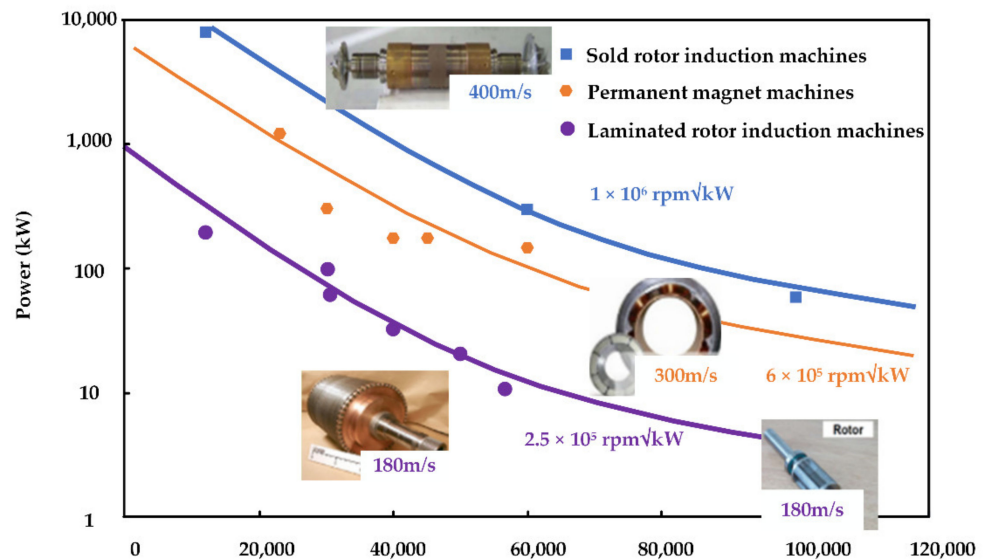 10,000
1,000
100
10
1
Power (kW)
0
20,000
40,000
60,000
80,000
100,000
120,000
Sold rotor induction machines
Permanent magnet machines
Laminated rotor induction machines
400m/s
1 × 10⁶ rpm√kW
300m/s
6 × 10⁵ rpm√kW
2.5 × 10⁵ rpm√kW
180m/s
Rotor
180m/s